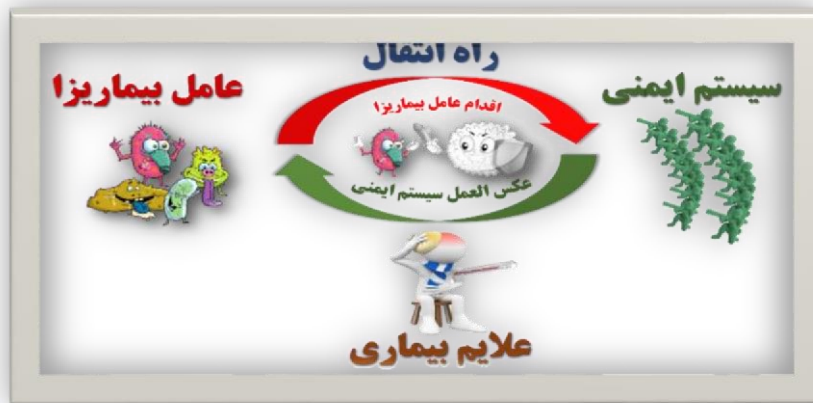 راه انتقال
سیستم ایمنی
عامل بیماریزا
اقدام عامل بیماریزا
عکس العمل سیستم ایمنی
علایم بیماری